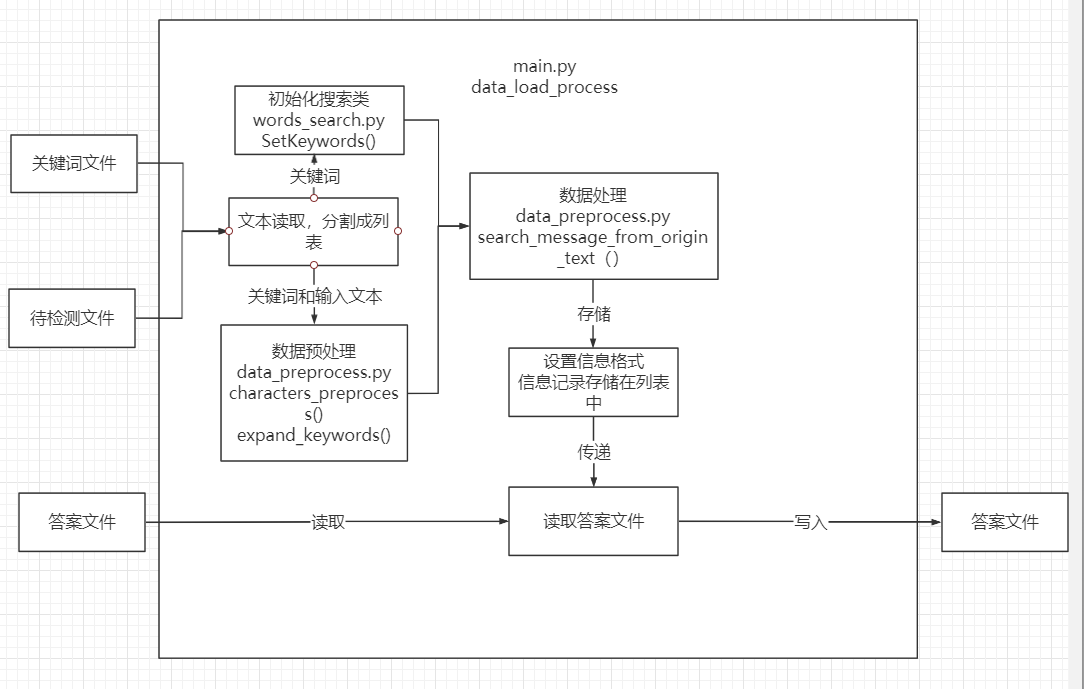 main.py
data_load_process
初始化搜索类
words_search.py
SetKeywords()
关键词文件
关键词
文本读取，分割成列
表
数据处理
data_preprocess.py
search_message_from_origin
_text（）
关键词和输入文本
待检测文件
存储
数据预处理
data_preprocess.py
characters_preproces
s()
expand_keywords()
设置信息格式
信息记录存储在列表
中
传递
答案文件
读取
读取答案文件
写入
答案文件